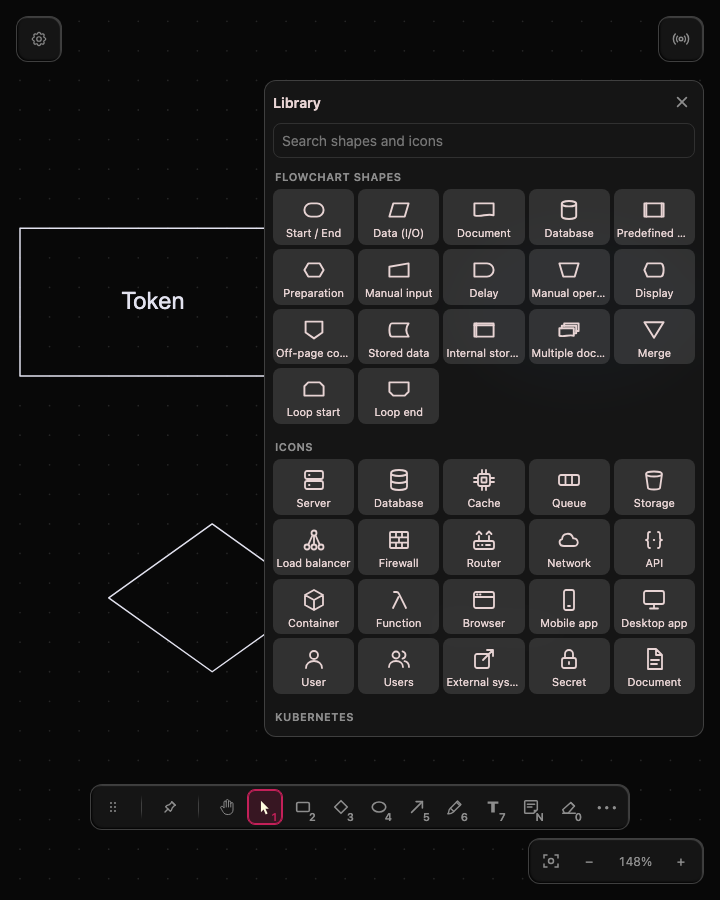 Library
Search shapes and icons
FLOWCHART SHAPES
Start / End
Data (I/O)
Document
Database
Predefined ...
Preparation
Manual input
Delay
Manual oper...
Display
Off-page co...
Stored data
Internal stor...
Multiple doc...
Merge
Loop start
Loop end
Token
ICONS
Server
Database
Cache
Queue
Storage
Load balancer
Firewall
Router
Network
API
Container
Function
Browser
Mobile app
Desktop app
User
Users
External sys...
Secret
Document
KUBERNETES
1
2
3
4
5
6
T 7
N
0
148%